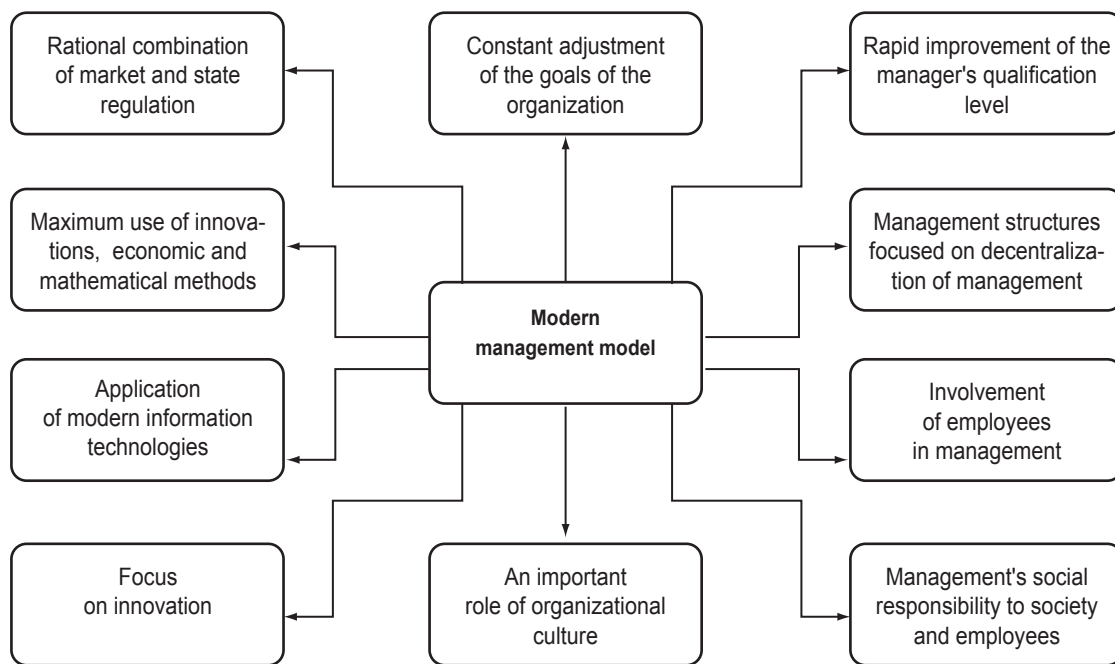 Rational combination
of market and state
regulation
Constant adjustment
of the goals of the
organization
Rapid improvement of the
manager's qualification
level
Maximum use of innova-
tions, economic and
mathematical methods
Management structures
focused on decentraliza-
tion of management
Modern
management model
Application
of modern information
technologies
Involvement
of employees
in management
Focus
on innovation
An important
role of organizational
culture
Management's social
responsibility to society
and employees